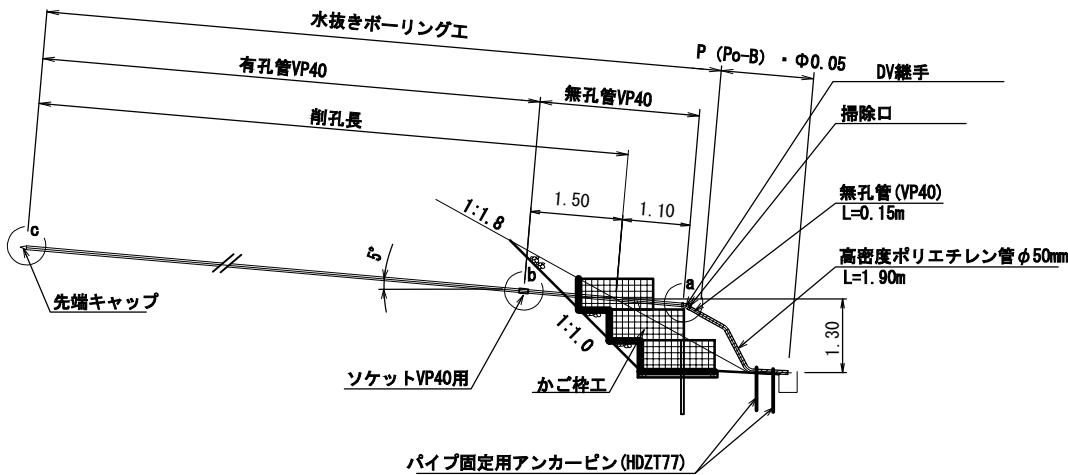 水抜きボーリング工
P (Po-B) ・ Φ0.05
有孔管VP40
無孔管VP40
削孔長
DV継手
掃除口
無孔管(VP40)
L=0.15m
高密度ポリエチレン管φ50mm
L=1.90m
1.50
1.10
1:1.8
c
b
a
5°
先端キャップ
1:1.0
1.30
ソケットVP40用
かご枠工
パイプ固定用アンカーピン(HDZT77)